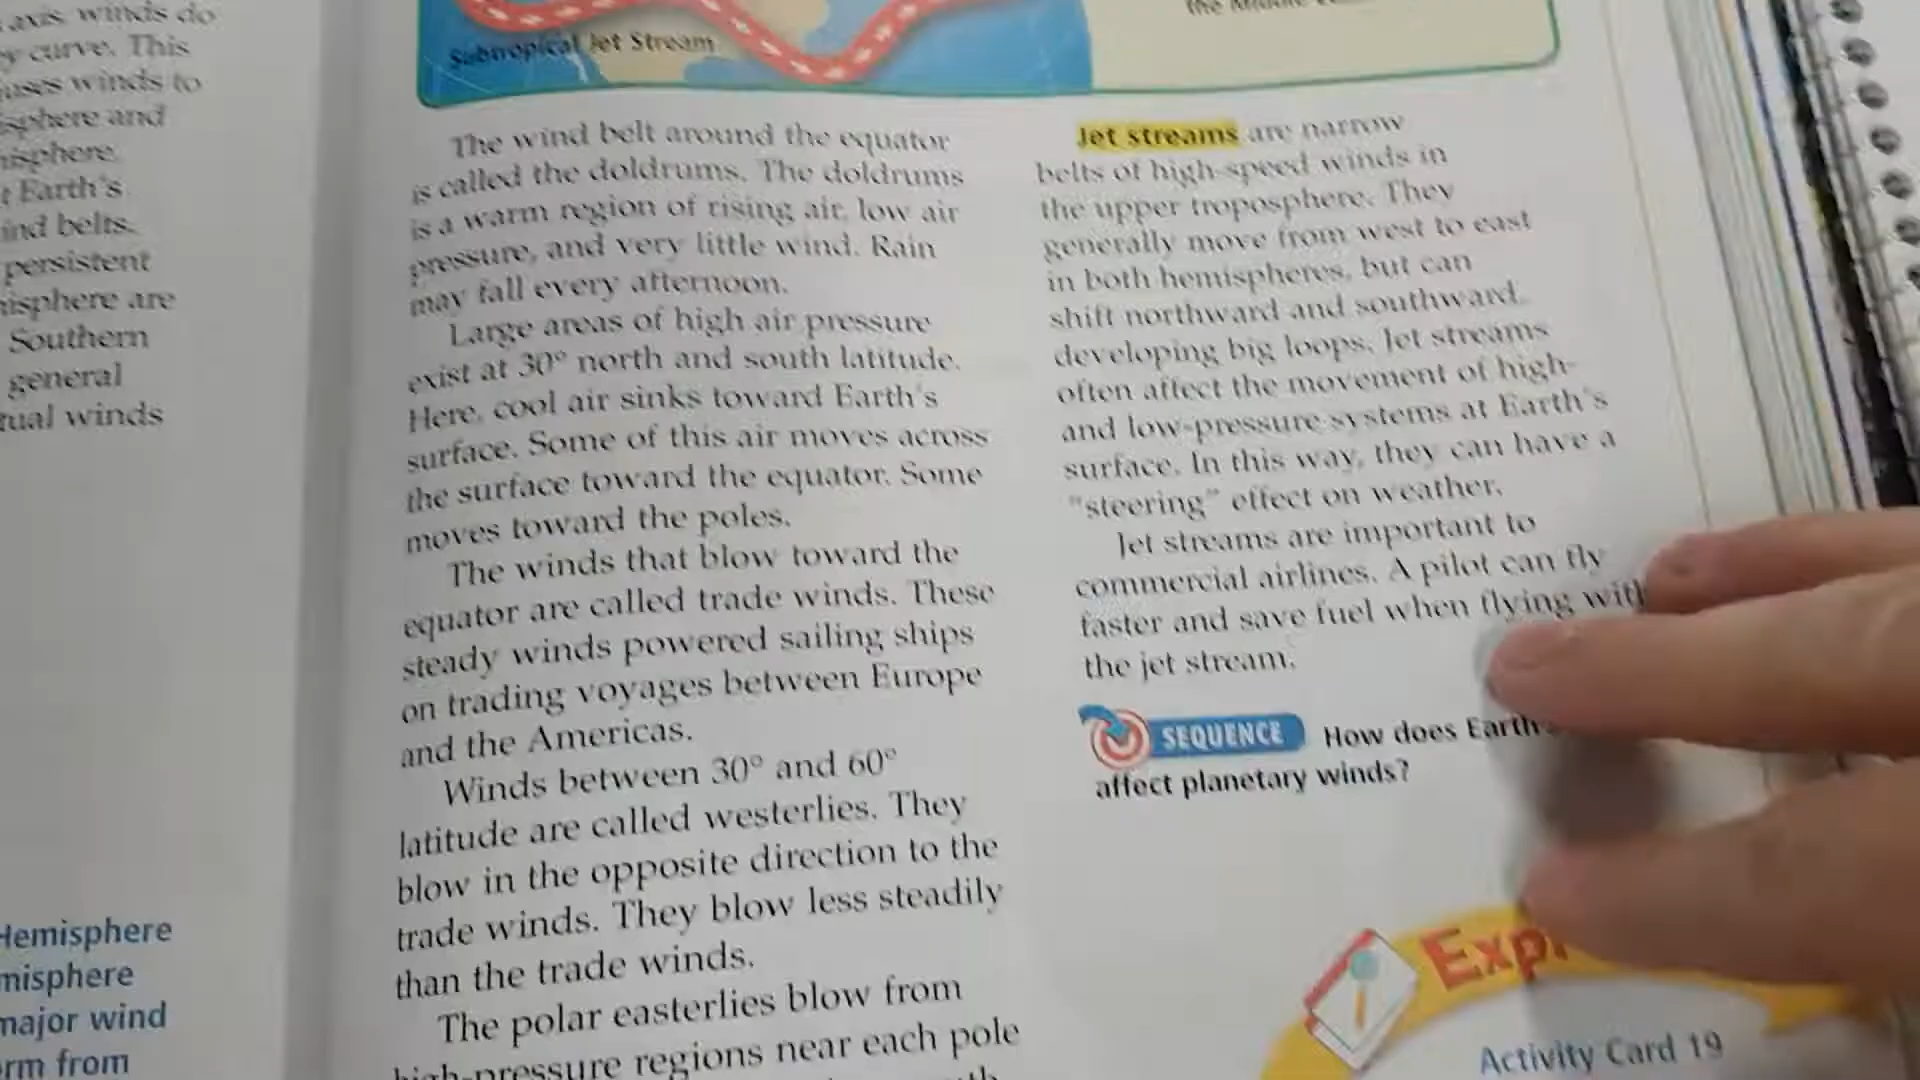 axis, winds do
curve. This
winds to
and
Earth's
belts.
persistent
are
Southern
general
winds
Hemisphere
major wind
from
Subtropical Jet Stream
the Middle
The wind belt around the equator
is called the doldrums. The doldrums
is a warm region of rising air, low air
pressure, and very little wind. Rain
may fall every afternoon.
Large areas of high air pressure
exist at 30° north and south latitude.
Here, cool air sinks toward Earth's
surface. Some of this air moves across
the surface toward the equator. Some
moves toward the poles.
The winds that blow toward the
equator are called trade winds. These
steady winds powered sailing ships
on trading voyages between Europe
and the Americas.
Winds between 30° and 60°
latitude are called westerlies. They
blow in the opposite direction to the
trade winds. They blow less steadily
than the trade winds.
The polar easterlies blow from
high-pressure regions near each pole
Jet streams are narrow
belts of high-speed winds in
the upper troposphere. They
generally move from west to east
in both hemispheres, but can
shift northward and southward,
developing big loops. Jet streams
often affect the movement of high-
and low-pressure systems at Earth's
surface. In this way, they can have a
"steering" effect on weather.
Jet streams are important to
commercial airlines. A pilot can fly
faster and save fuel when flying with
the jet stream.
SEQUENCE How does Earth
affect planetary winds?
Activity Card 19